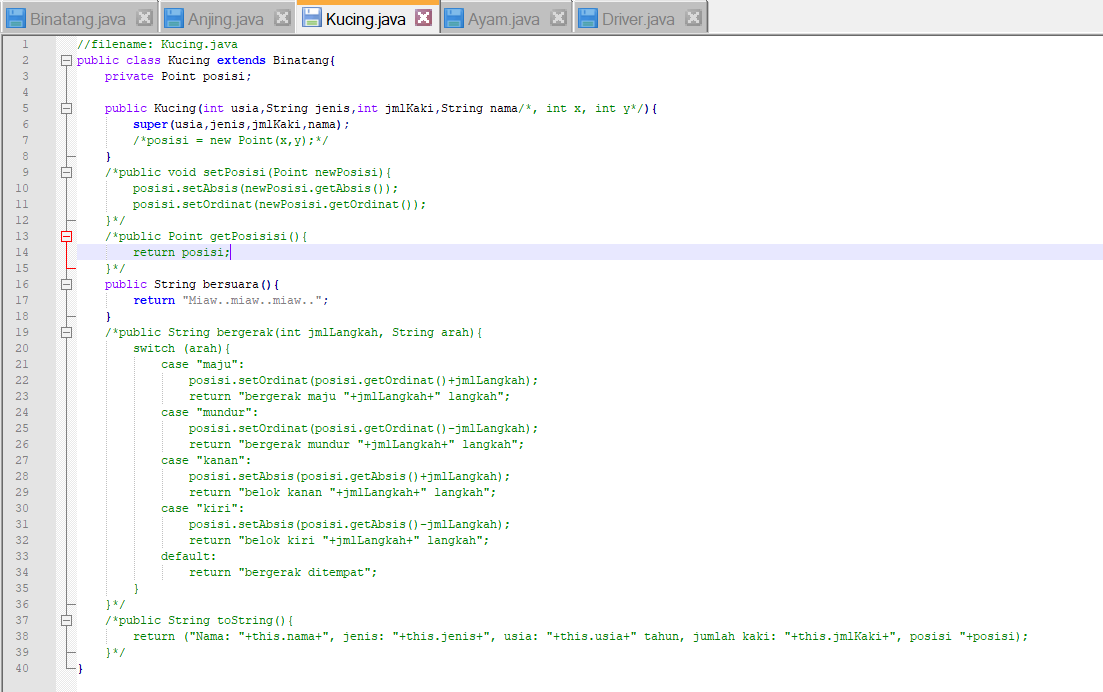 Binatang.java Anjing.java Kucing.java Ayam.java Driver.java
1 //filename: Kucing.java
2 public class Kucing extends Binatang{
3 private Point posisi;
4
5 public Kucing(int usia,String jenis,int jmlKaki,String nama/*, int x, int y*/){
6 super(usia,jenis,jmlKaki,nama);
7 /*posisi = new Point(x,y);*/
8 }
9 /*public void setPosisi(Point newPosisi){
10 posisi.setAbsis(newPosisi.getAbsis());
11 posisi.setOrdinat(newPosisi.getOrdinat());
12 }*/
13 /*public Point getPosisisi(){
14 return posisi;
15 }*/
16 public String bersuara(){
17 return "Miaw..miaw..miaw..";
18 }
19 /*public String bergerak(int jmlLangkah, String arah){
20 switch (arah){
21 case "maju":
22 posisi.setOrdinat(posisi.getOrdinat()+jmlLangkah);
23 return "bergerak maju "+jmlLangkah+" langkah";
24 case "mundur":
25 posisi.setOrdinat(posisi.getOrdinat()-jmlLangkah);
26 return "bergerak mundur "+jmlLangkah+" langkah";
27 case "kanan":
28 posisi.setAbsis(posisi.getAbsis()+jmlLangkah);
29 return "belok kanan "+jmlLangkah+" langkah";
30 case "kiri":
31 posisi.setAbsis(posisi.getAbsis()-jmlLangkah);
32 return "belok kiri "+jmlLangkah+" langkah";
33 default:
34 return "bergerak ditempat";
35 }
36 }*/
37 /*public String toString(){
38 return ("Nama: "+this.nama+", jenis: "+this.jenis+", usia: "+this.usia+" tahun, jumlah kaki: "+this.jmlKaki+", posisi "+posisi);
39 }*/
40 }